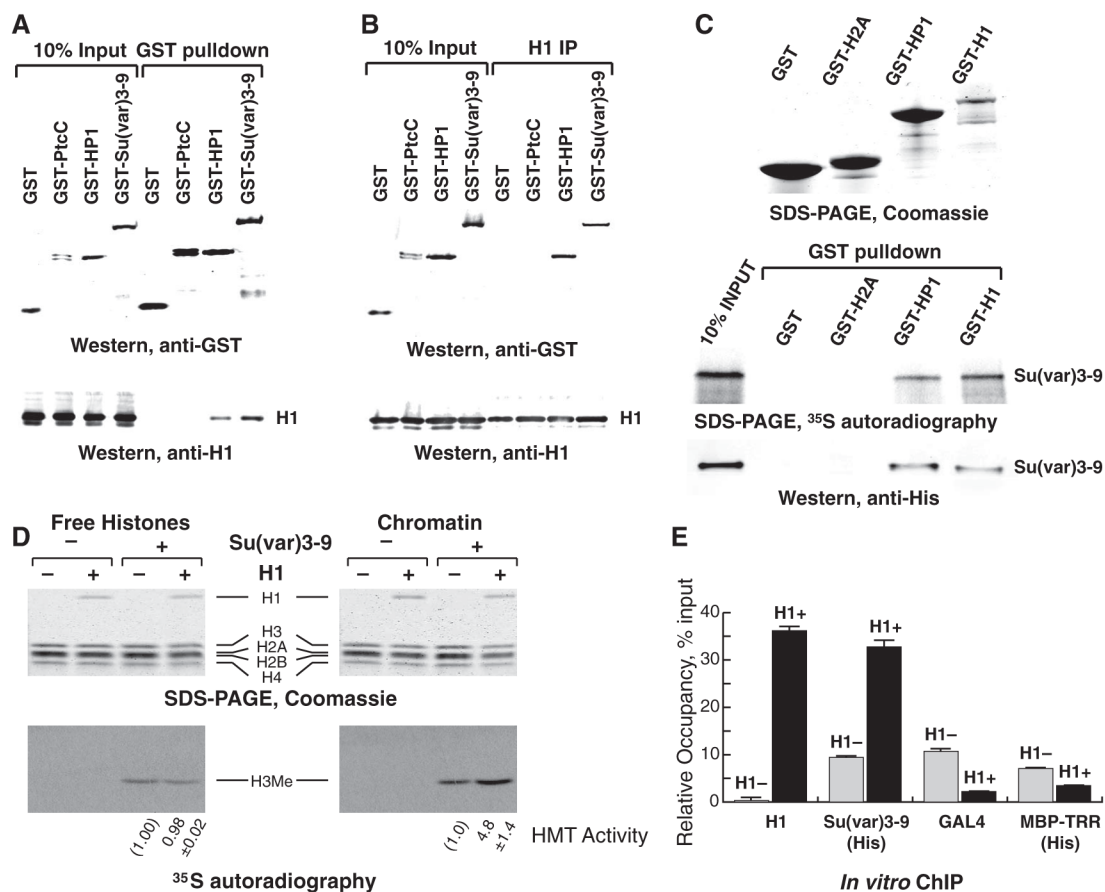 A
10% Input GST pulldown
GST
GST-PtcC
GST-HP1
GST-Su(var)3-9
GST
GST-PtcC
GST-HP1
GST-Su(var)3-9
Western, anti-GST
H1
Western, anti-H1
B
10% Input H1 IP
GST
GST-PtcC
GST-HP1
GST-Su(var)3-9
GST
GST-PtcC
GST-HP1
GST-Su(var)3-9
Western, anti-GST
H1
Western, anti-H1
C
GST
GST-H2A
GST-HP1
GST-H1
SDS-PAGE, Coomassie
GST pulldown
10% INPUT
GST
GST-H2A
GST-HP1
GST-H1
Su(var)3-9
SDS-PAGE, ³⁵S autoradiography
Su(var)3-9
Western, anti-His
D
Free Histones Chromatin
– + Su(var)3-9 – +
– + – + H1 – + – +
H1
H3
H2A
H2B
H4
SDS-PAGE, Coomassie
H3Me
(1.00)
0.98 ±0.02
(1.0)
4.8 ±1.4
HMT Activity
³⁵S autoradiography
E
Relative Occupancy, % input
40
30
20
10
0
H1–
H1+
H1–
H1+
H1–
H1+
H1–
H1+
H1
Su(var)3-9 (His)
GAL4
MBP-TRR (His)
In vitro ChIP